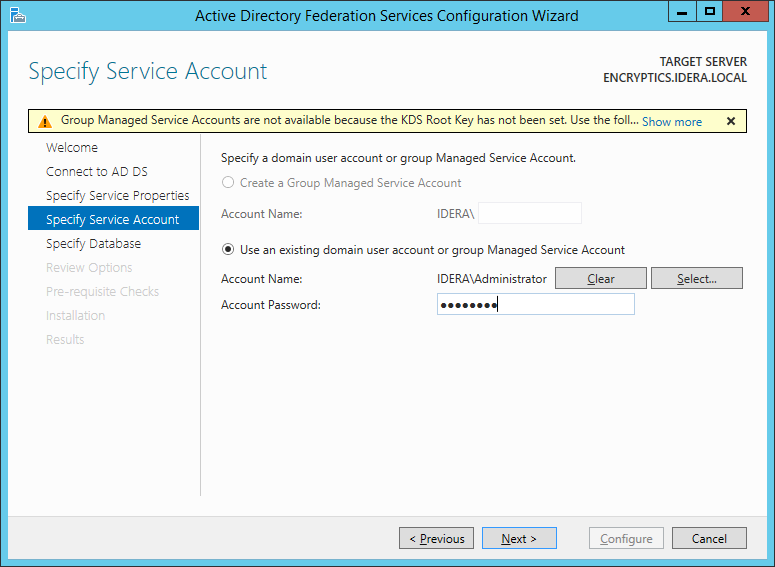 Active Directory Federation Services Configuration Wizard
Specify Service Account
TARGET SERVER
ENCRYPTICS.IDERA.LOCAL
Group Managed Service Accounts are not available because the KDS Root Key has not been set. Use the foll... Show more
Welcome
Connect to AD DS
Specify Service Properties
Specify Service Account
Specify Database
Review Options
Pre-requisite Checks
Installation
Results
Specify a domain user account or group Managed Service Account.
Create a Group Managed Service Account
Account Name: IDERA\
Use an existing domain user account or group Managed Service Account
Account Name: IDERA\Administrator Clear Select...
Account Password: ●●●●●●●●
< Previous Next > Configure Cancel